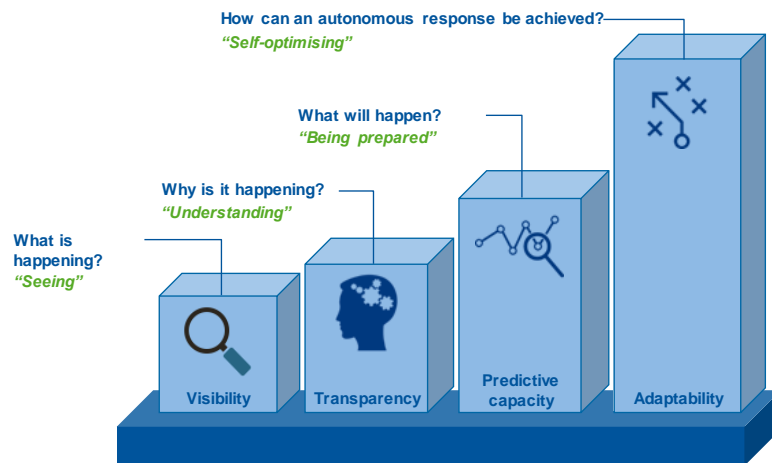 How can an autonomous response be achieved?
“Self-optimising”
What will happen?
“Being prepared”
Why is it happening?
“Understanding”
What is
happening?
“Seeing”
Visibility
Transparency
Predictive
capacity
Adaptability